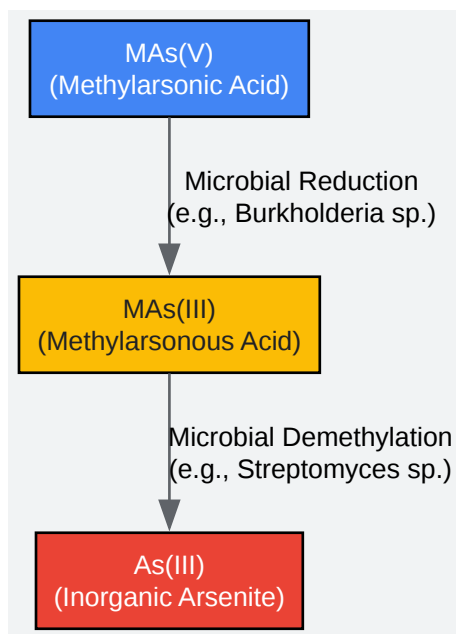 MAs(V)
(Methylarsonic Acid)
Microbial Reduction
(e.g., Burkholderia sp.)
MAs(III)
(Methylarsonous Acid)
Microbial Demethylation
(e.g., Streptomyces sp.)
As(III)
(Inorganic Arsenite)